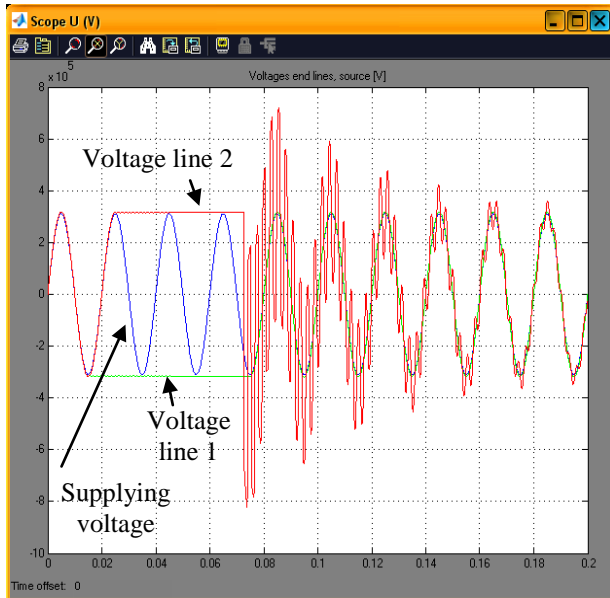 Scope U (V)
x 10
5
Voltages end lines, source [V]
8
6
4
2
0
-2
-4
-6
-8
-10
Voltage line 2
Voltage
line 1
Supplying
voltage
0
0.02
0.04
0.06
0.08
0.1
0.12
0.14
0.16
0.18
0.2
Time offset: 0